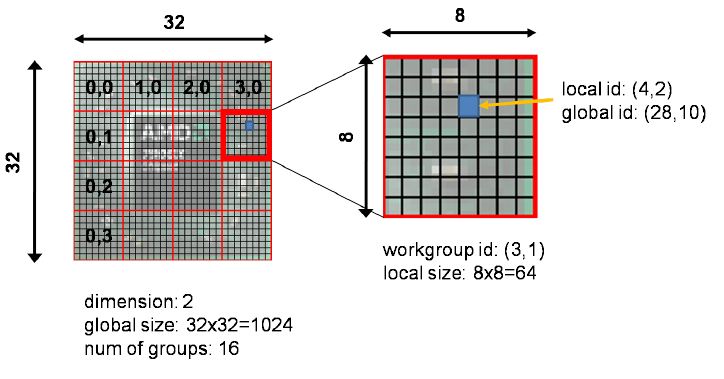 32
8
0,0 1,0 2,0 3,0
local id: (4,2)
global id: (28,10)
32
0,1
AMD
8
0,2
0,3
workgroup id: (3,1)
local size: 8x8=64
dimension: 2
global size: 32x32=1024
num of groups: 16